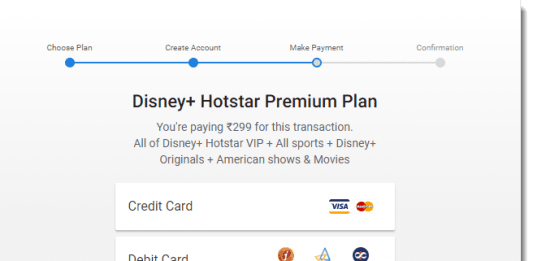 Choose Plan Create Account Make Payment Confirmation
Disney+ Hotstar Premium Plan
You're paying ₹299 for this transaction.
All of Disney+ Hotstar VIP + All sports + Disney+
Originals + American shows & Movies
Credit Card VISA
Debit Card